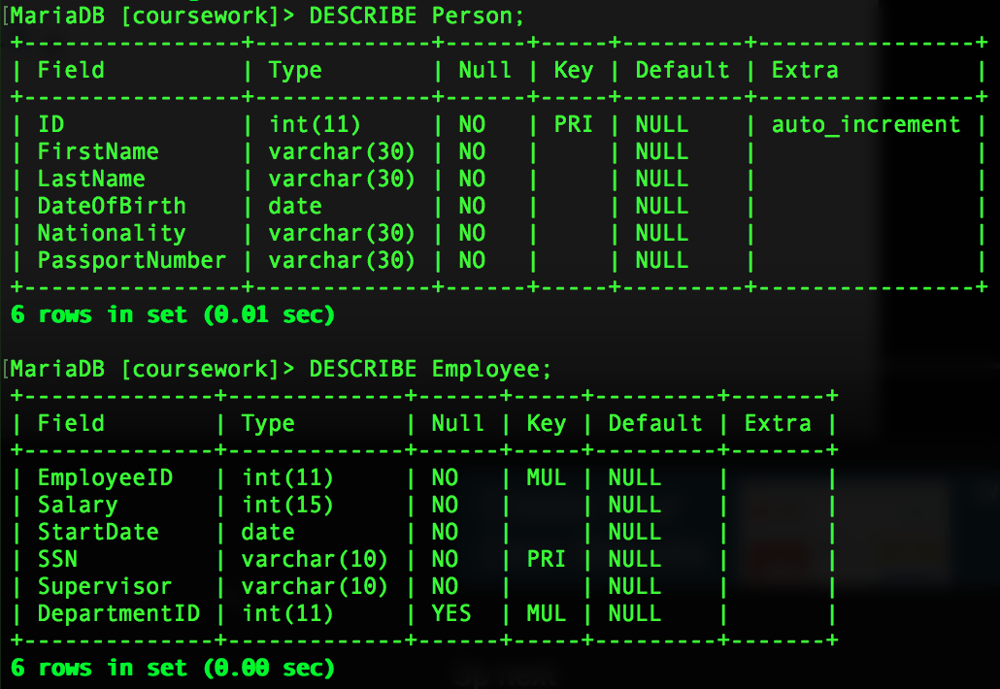 [MariaDB [coursework]> DESCRIBE Person;
+----------------+-------------+------+-----+---------+----------------+
| Field          | Type        | Null | Key | Default | Extra          |
+----------------+-------------+------+-----+---------+----------------+
| ID             | int(11)     | NO   | PRI | NULL    | auto_increment |
| FirstName      | varchar(30) | NO   |     | NULL    |                |
| LastName       | varchar(30) | NO   |     | NULL    |                |
| DateOfBirth    | date        | NO   |     | NULL    |                |
| Nationality    | varchar(30) | NO   |     | NULL    |                |
| PassportNumber | varchar(30) | NO   |     | NULL    |                |
+----------------+-------------+------+-----+---------+----------------+
6 rows in set (0.01 sec)
[MariaDB [coursework]> DESCRIBE Employee;
+--------------+-------------+------+-----+---------+-------+
| Field        | Type        | Null | Key | Default | Extra |
+--------------+-------------+------+-----+---------+-------+
| EmployeeID   | int(11)     | NO   | MUL | NULL    |       |
| Salary       | int(15)     | NO   |     | NULL    |       |
| StartDate    | date        | NO   |     | NULL    |       |
| SSN          | varchar(10) | NO   | PRI | NULL    |       |
| Supervisor   | varchar(10) | NO   |     | NULL    |       |
| DepartmentID | int(11)     | YES  | MUL | NULL    |       |
+--------------+-------------+------+-----+---------+-------+
6 rows in set (0.00 sec)